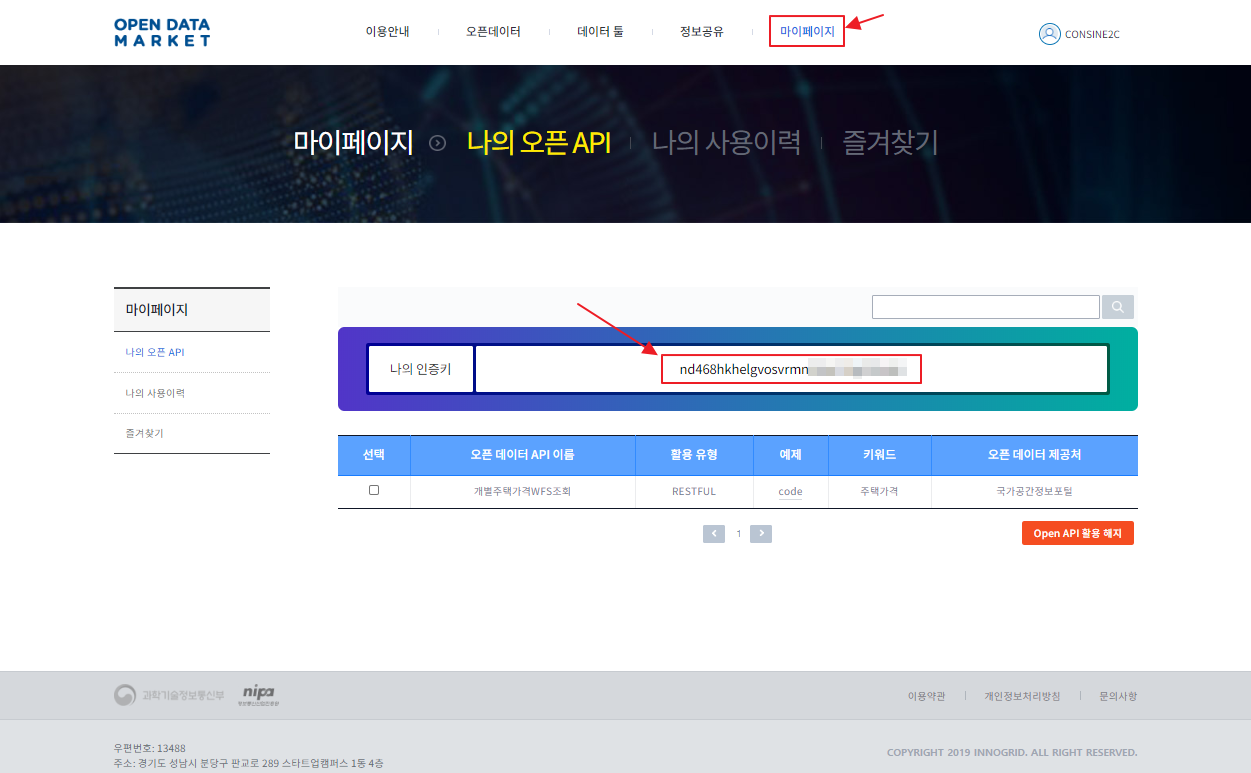 OPEN DATA
MARKET
이용안내
오픈데이터
데이터 툴
정보공유
마이페이지
CONSINE2C
마이페이지
나의 오픈 API
나의 사용이력
즐겨찾기
마이페이지
나의 오픈 API
나의 사용이력
즐겨찾기
나의 인증키
nd468hkhelgvosvrmn
선택 오픈 데이터 API 이름 활용 유형 예제 키워드 오픈 데이터 제공처
개별주택가격WFS조회 RESTFUL code 주택가격 국가공간정보포털
1
Open API 활용 해지
과학기술정보통신부
nipa
정보통신산업진흥원
이용약관
개인정보처리방침
문의사항
우편번호: 13488
주소: 경기도 성남시 분당구 판교로 289 스타트업캠퍼스 1동 4층
COPYRIGHT 2019 INNOGRID. ALL RIGHT RESERVED.